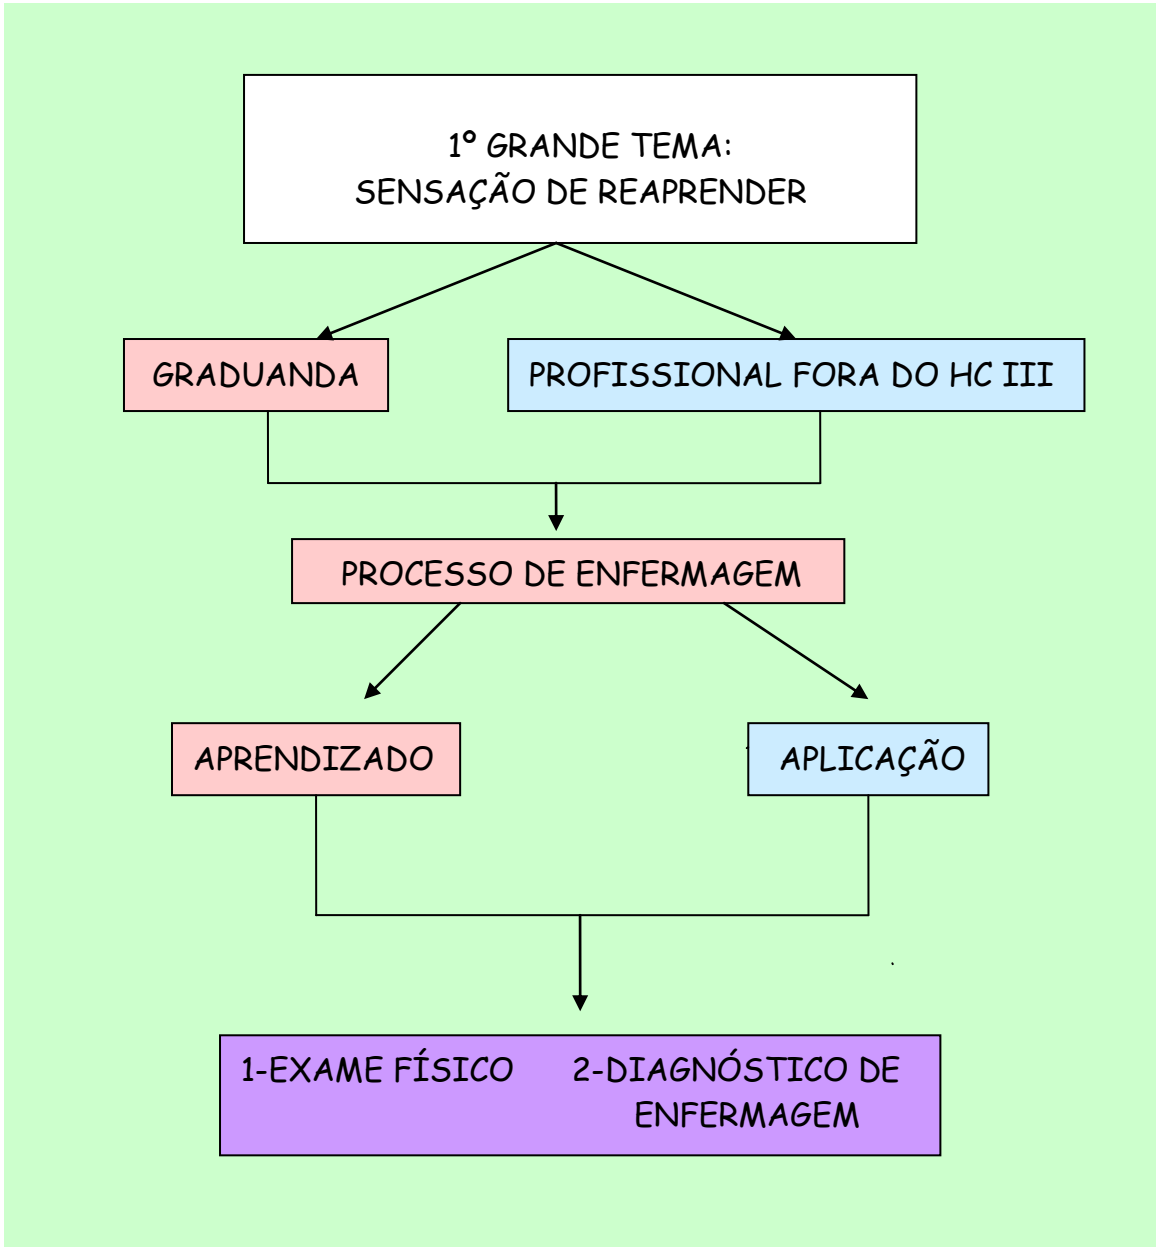 1º GRANDE TEMA:
SENSAÇÃO DE REAPRENDER
GRADUANDA
PROFISSIONAL FORA DO HC III
PROCESSO DE ENFERMAGEM
APRENDIZADO
APLICAÇÃO
1-EXAME FÍSICO 2-DIAGNÓSTICO DE
ENFERMAGEM